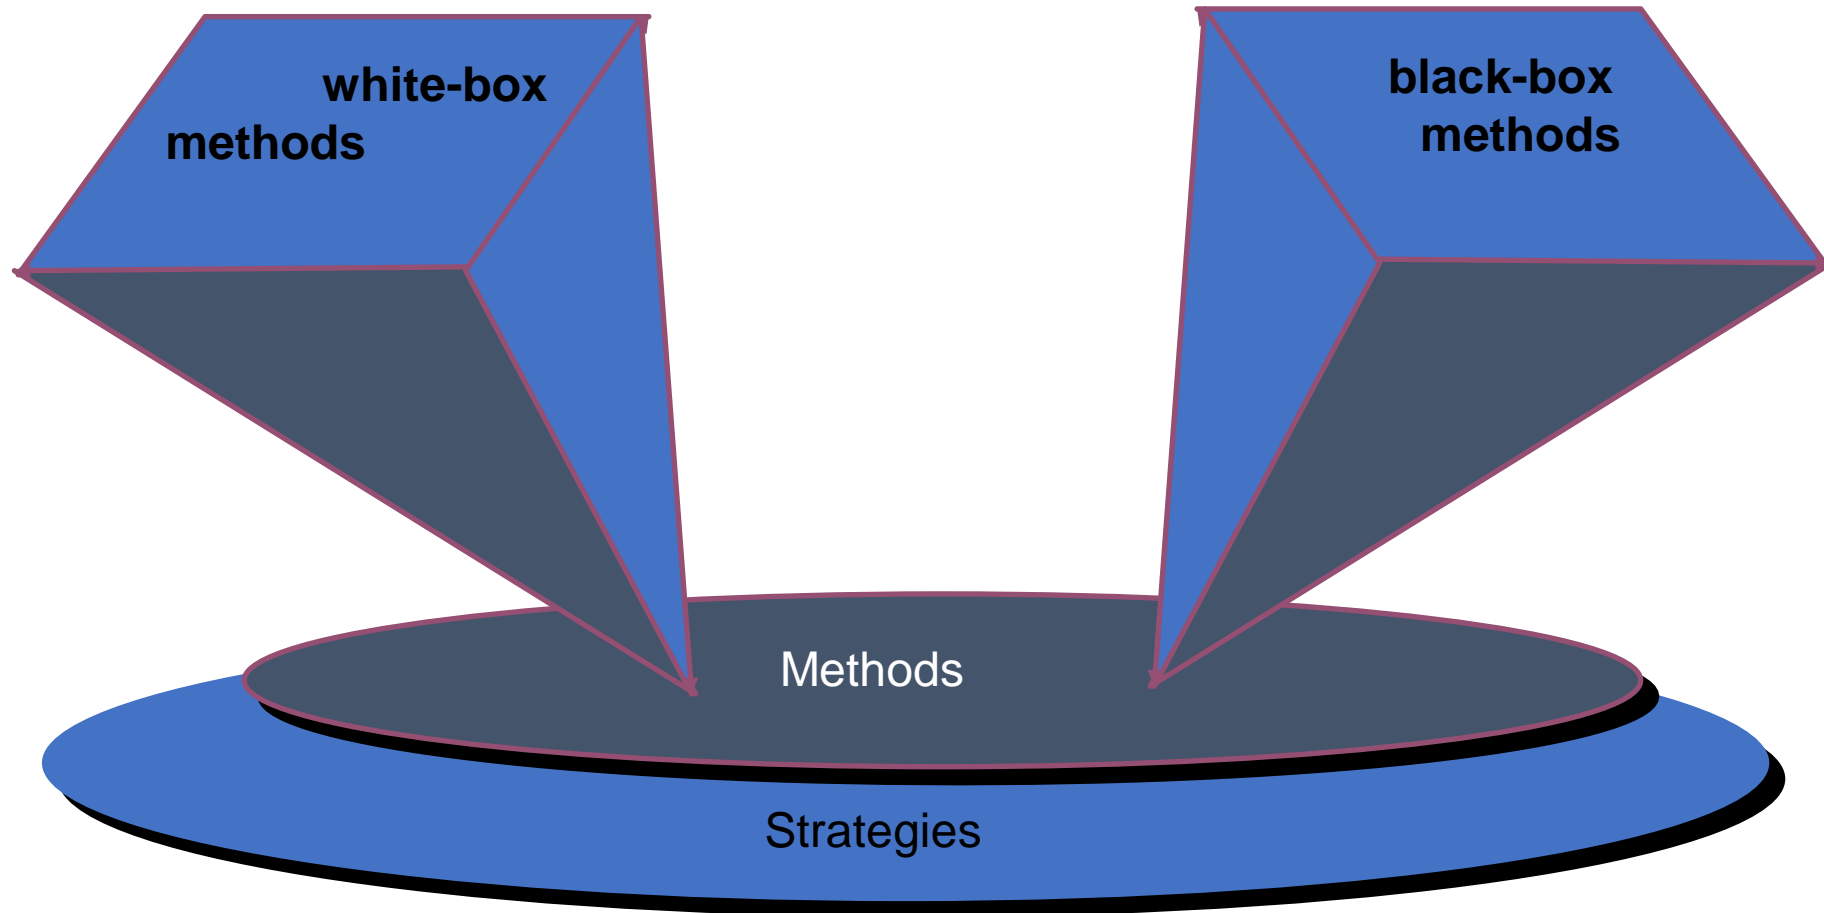 white-box
methods
black-box
methods
Methods
Strategies